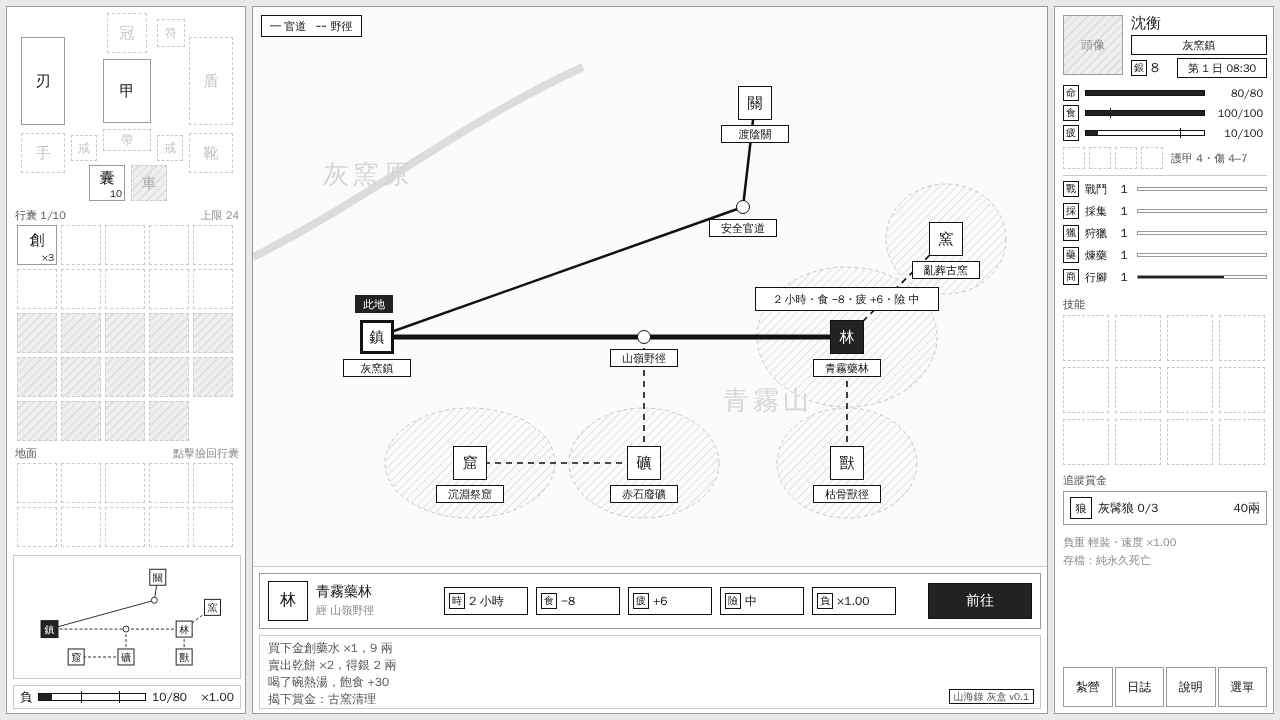 冠
符
刃
甲
盾
手
戒
帶
戒
靴
囊
10
車
行囊 1/10 上限 24
創
×3
地面 點擊撿回行囊
關
窯
鎮
林
窟
礦
獸
負 10/80 ×1.00
官道 野徑
灰窯原
關
渡陰關
安全官道
窯
亂葬古窯
2 小時・食 −8・疲 +6・險 中
此地
鎮
灰窯鎮
山嶺野徑
林
青霧藥林
青霧山
窟
沉淵祭窟
礦
赤石廢礦
獸
枯骨獸徑
林
青霧藥林
經 山嶺野徑
時 2 小時
食 −8
疲 +6
險 中
負 ×1.00
前往
買下金創藥水 ×1，9 兩
賣出乾餅 ×2，得銀 2 兩
喝了碗熱湯，飽食 +30
揭下賞金：古窯清理
山海錄 灰盒 v0.1
頭像
沈衡
灰窯鎮
銀 8
第 1 日 08:30
命 80/80
食 100/100
疲 10/100
護甲 4・傷 4–7
戰 戰鬥 1
採 採集 1
獵 狩獵 1
藥 煉藥 1
商 行腳 1
技能
追蹤賞金
狼 灰髯狼 0/3 40兩
負重 輕裝・速度 ×1.00
存檔：純永久死亡
紮營
日誌
說明
選單